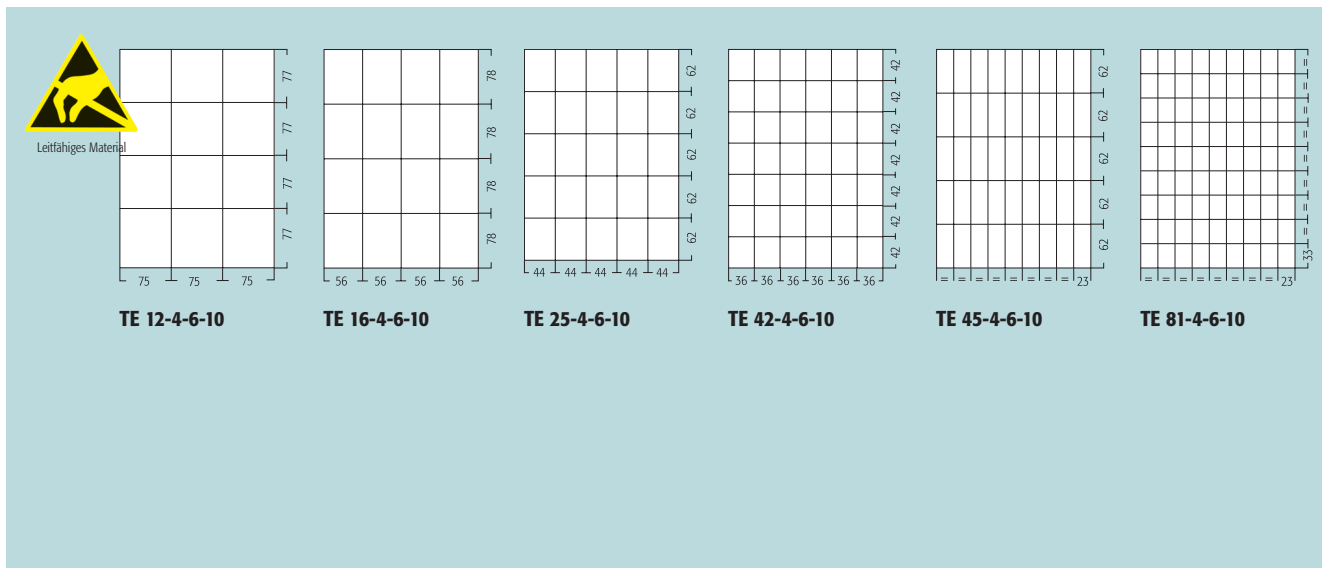 Leitfähiges Material
77
77
77
77
75 75 75
TE 12-4-6-10
78
78
78
78
56 56 56 56
TE 16-4-6-10
62
62
62
62
62
44 44 44 44 44
TE 25-4-6-10
42
42
42
42
42
42
42
36 36 36 36 36 36
TE 42-4-6-10
62
62
62
62
62
= = = = = = = = 23
TE 45-4-6-10
=
=
=
=
=
=
=
=
33
= = = = = = = = 23
TE 81-4-6-10